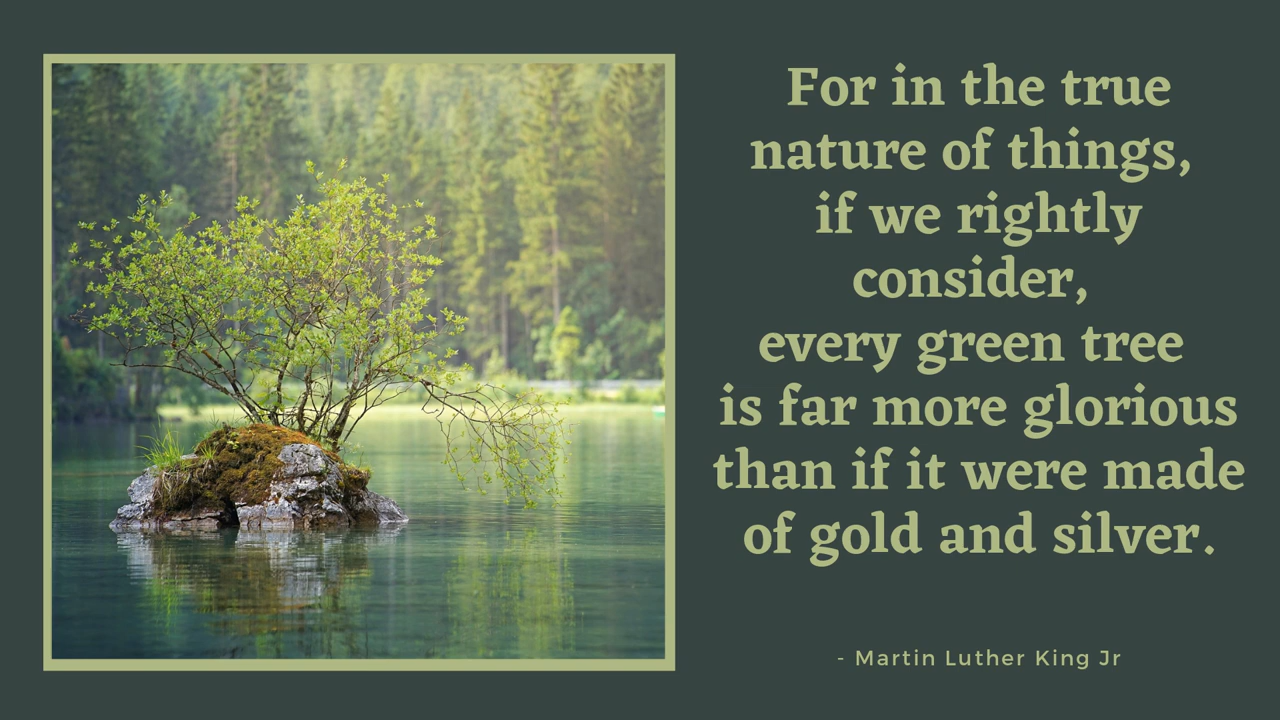 For in the true
nature of things,
if we rightly
consider,
every green tree
is far more glorious
than if it were made
of gold and silver.
- Martin Luther King Jr